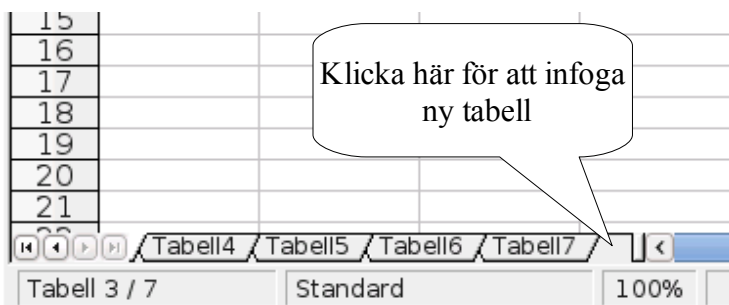 15
16
17
18
19
20
21
22
Klicka här för att infoga
ny tabell
Tabell4 Tabell5 Tabell6 Tabell7
Tabell 3 / 7 Standard 100%